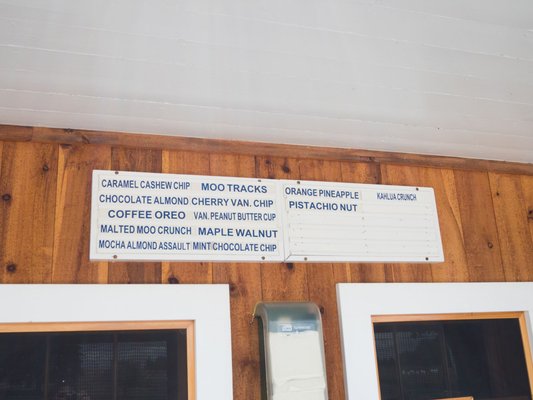 CARAMEL CASHEW CHIP MOO TRACKS
CHOCOLATE ALMOND CHERRY VAN. CHIP
COFFEE OREO VAN. PEANUT BUTTER CUP
MALTED MOO CRUNCH MAPLE WALNUT
MOCHA ALMOND ASSAULT MINT CHOCOLATE CHIP
ORANGE PINEAPPLE KAHLUA CRUNCH
PISTACHIO NUT